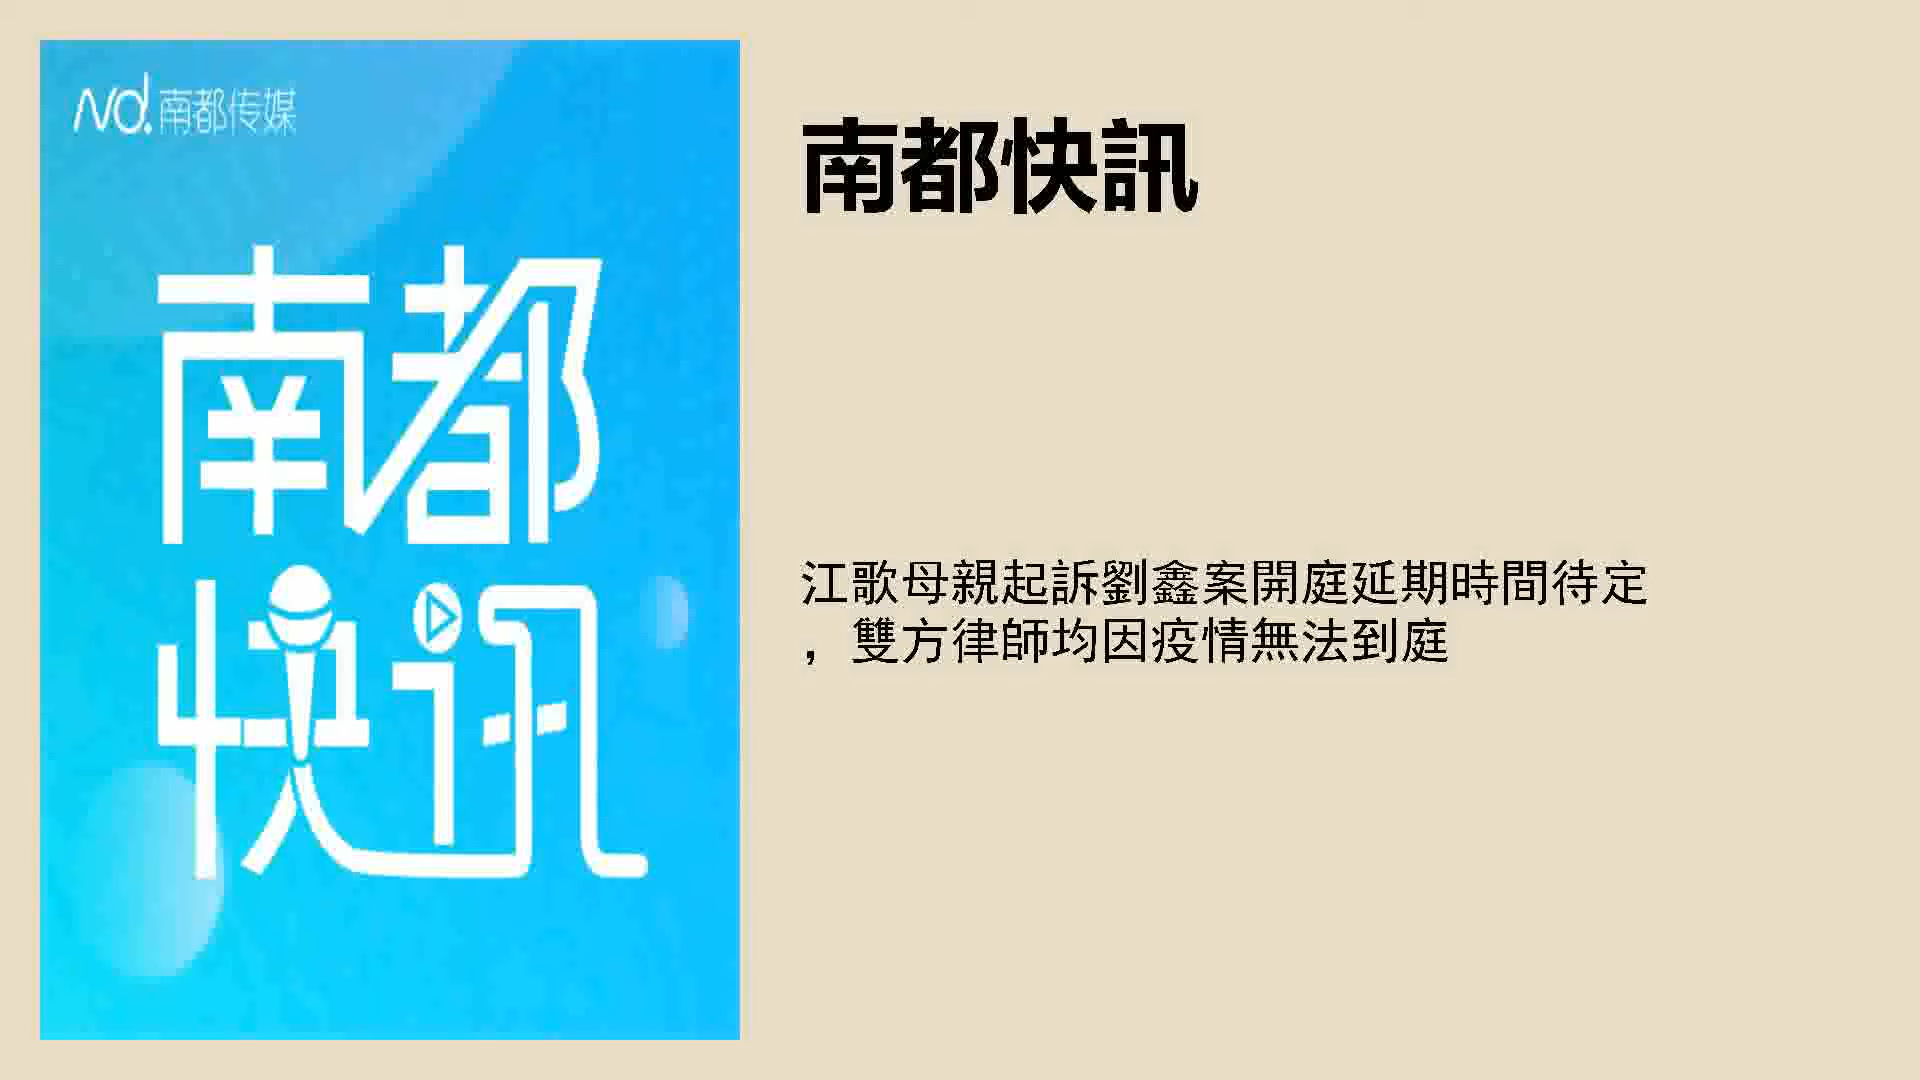 Nd.南都传媒
南都
快讯
南都快訊
江歌母親起訴劉鑫案開庭延期時間待定
，雙方律師均因疫情無法到庭